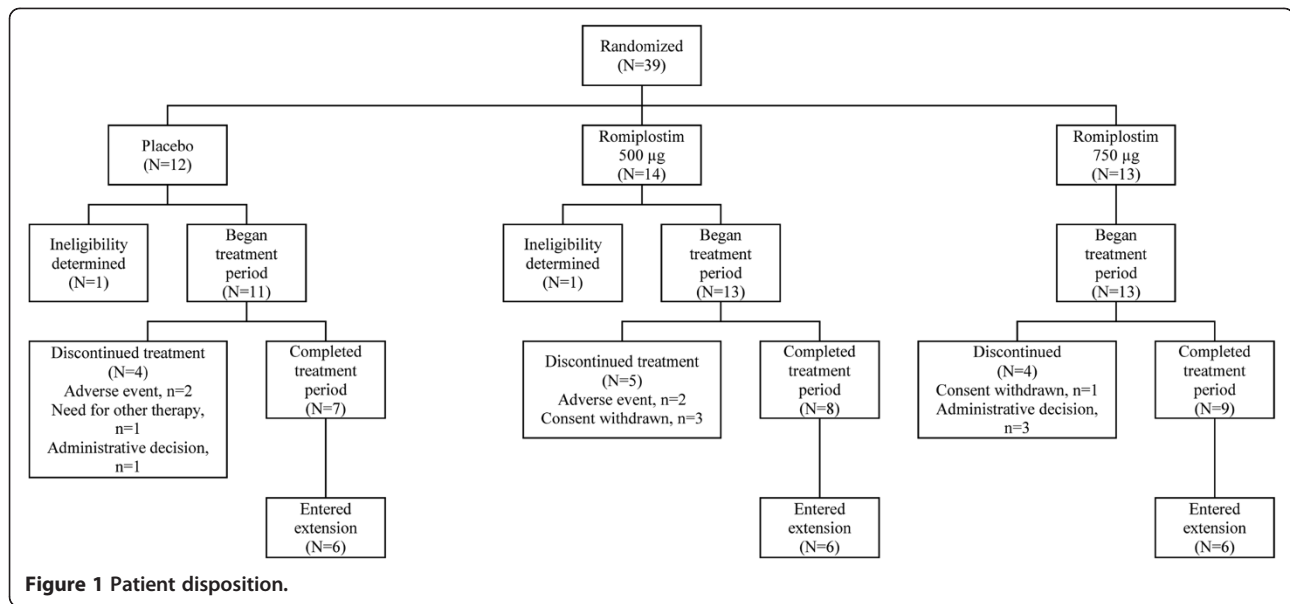 Randomized
(N=39)
Placebo
(N=12)
Romiplostim
500 µg
(N=14)
Romiplostim
750 µg
(N=13)
Ineligibility
determined
(N=1)
Began
treatment
period
(N=11)
Ineligibility
determined
(N=1)
Began
treatment
period
(N=13)
Began
treatment
period
(N=13)
Discontinued treatment
(N=4)
Adverse event, n=2
Need for other therapy,
n=1
Administrative decision,
n=1
Completed
treatment
period
(N=7)
Discontinued treatment
(N=5)
Adverse event, n=2
Consent withdrawn, n=3
Completed
treatment
period
(N=8)
Discontinued
(N=4)
Consent withdrawn, n=1
Administrative decision,
n=3
Completed
treatment
period
(N=9)
Entered
extension
(N=6)
Entered
extension
(N=6)
Entered
extension
(N=6)
Figure 1 Patient disposition.